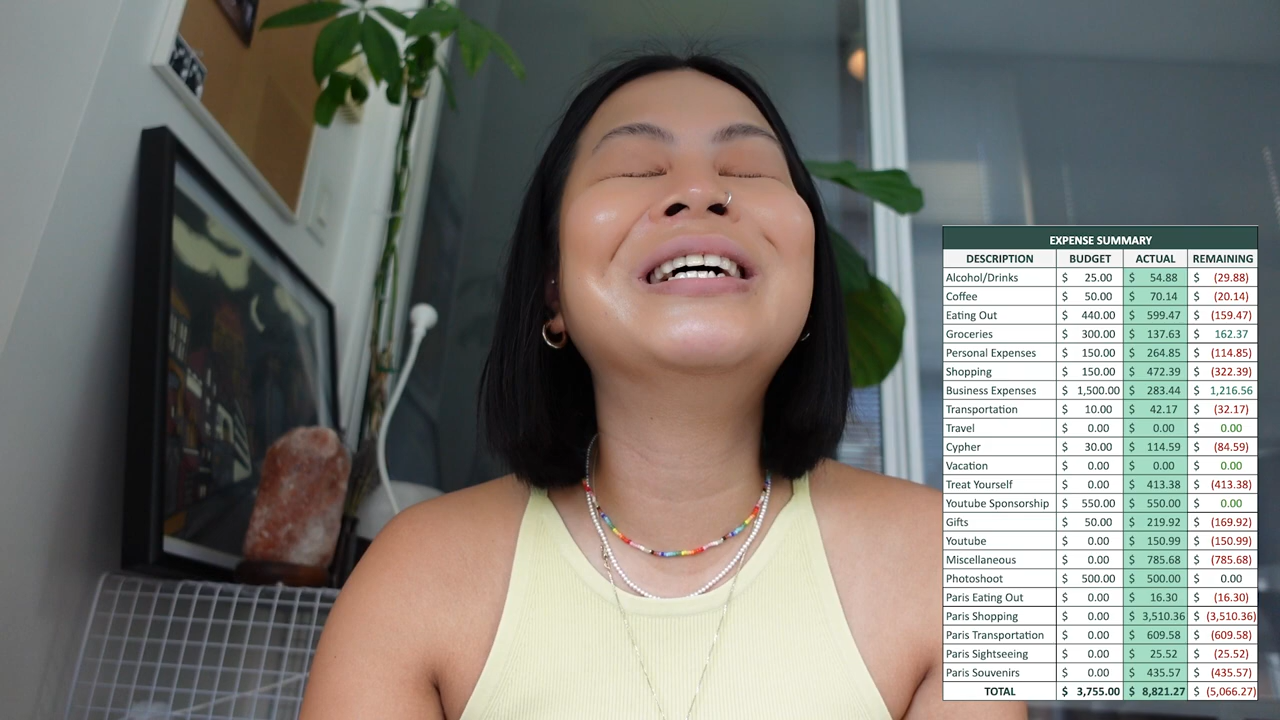 EXPENSE SUMMARY
DESCRIPTION BUDGET ACTUAL REMAINING
Alcohol/Drinks $ 25.00 $ 54.88 $ (29.88)
Coffee $ 50.00 $ 70.14 $ (20.14)
Eating Out $ 440.00 $ 599.47 $ (159.47)
Groceries $ 300.00 $ 137.63 $ 162.37
Personal Expenses $ 150.00 $ 264.85 $ (114.85)
Shopping $ 150.00 $ 472.39 $ (322.39)
Business Expenses $ 1,500.00 $ 283.44 $ 1,216.56
Transportation $ 10.00 $ 42.17 $ (32.17)
Travel $ 0.00 $ 0.00 $ 0.00
Cypher $ 30.00 $ 114.59 $ (84.59)
Vacation $ 0.00 $ 0.00 $ 0.00
Treat Yourself $ 0.00 $ 413.38 $ (413.38)
Youtube Sponsorship $ 550.00 $ 550.00 $ 0.00
Gifts $ 50.00 $ 219.92 $ (169.92)
Youtube $ 0.00 $ 150.99 $ (150.99)
Miscellaneous $ 0.00 $ 785.68 $ (785.68)
Photoshoot $ 500.00 $ 500.00 $ 0.00
Paris Eating Out $ 0.00 $ 16.30 $ (16.30)
Paris Shopping $ 0.00 $ 3,510.36 $ (3,510.36)
Paris Transportation $ 0.00 $ 609.58 $ (609.58)
Paris Sightseeing $ 0.00 $ 25.52 $ (25.52)
Paris Souvenirs $ 0.00 $ 435.57 $ (435.57)
TOTAL $ 3,755.00 $ 8,821.27 $ (5,066.27)